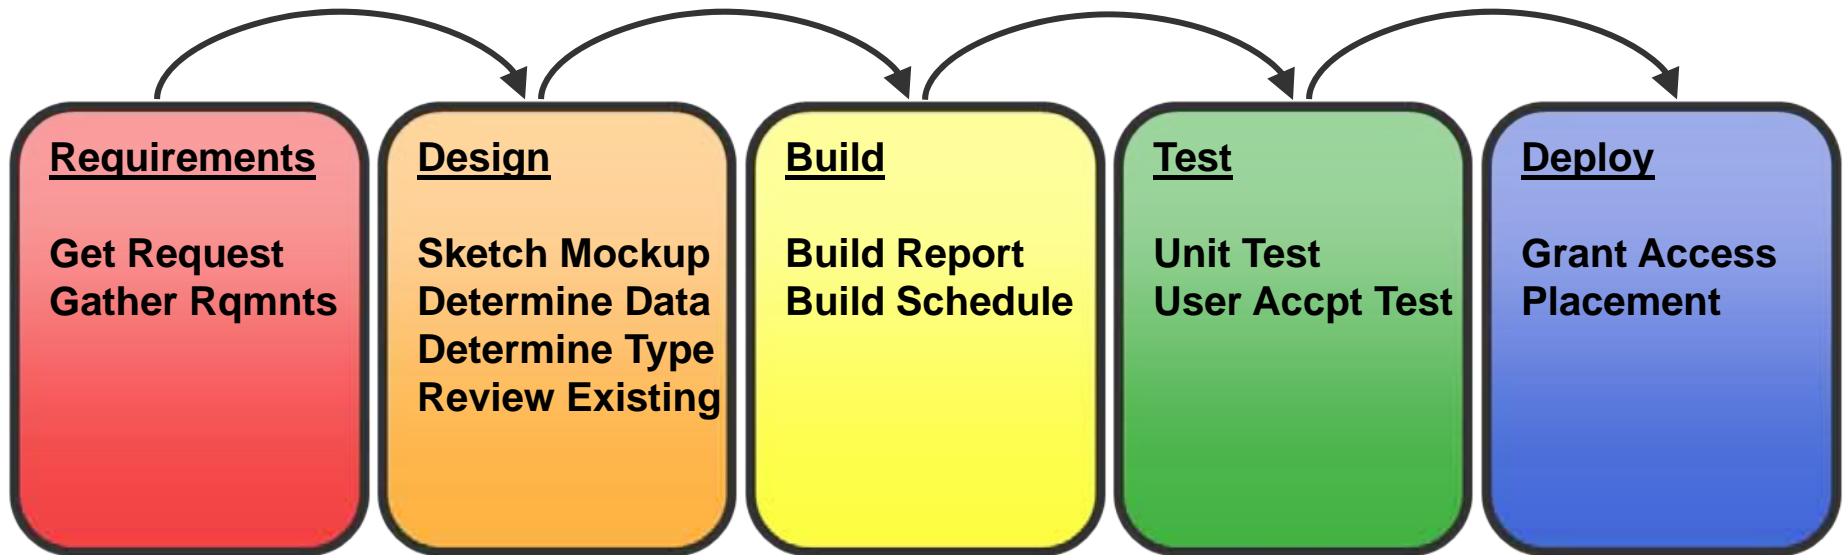 Requirements
Get Request
Gather Rqmnts
Design
Sketch Mockup
Determine Data
Determine Type
Review Existing
Build
Build Report
Build Schedule
Test
Unit Test
User Accpt Test
Deploy
Grant Access
Placement